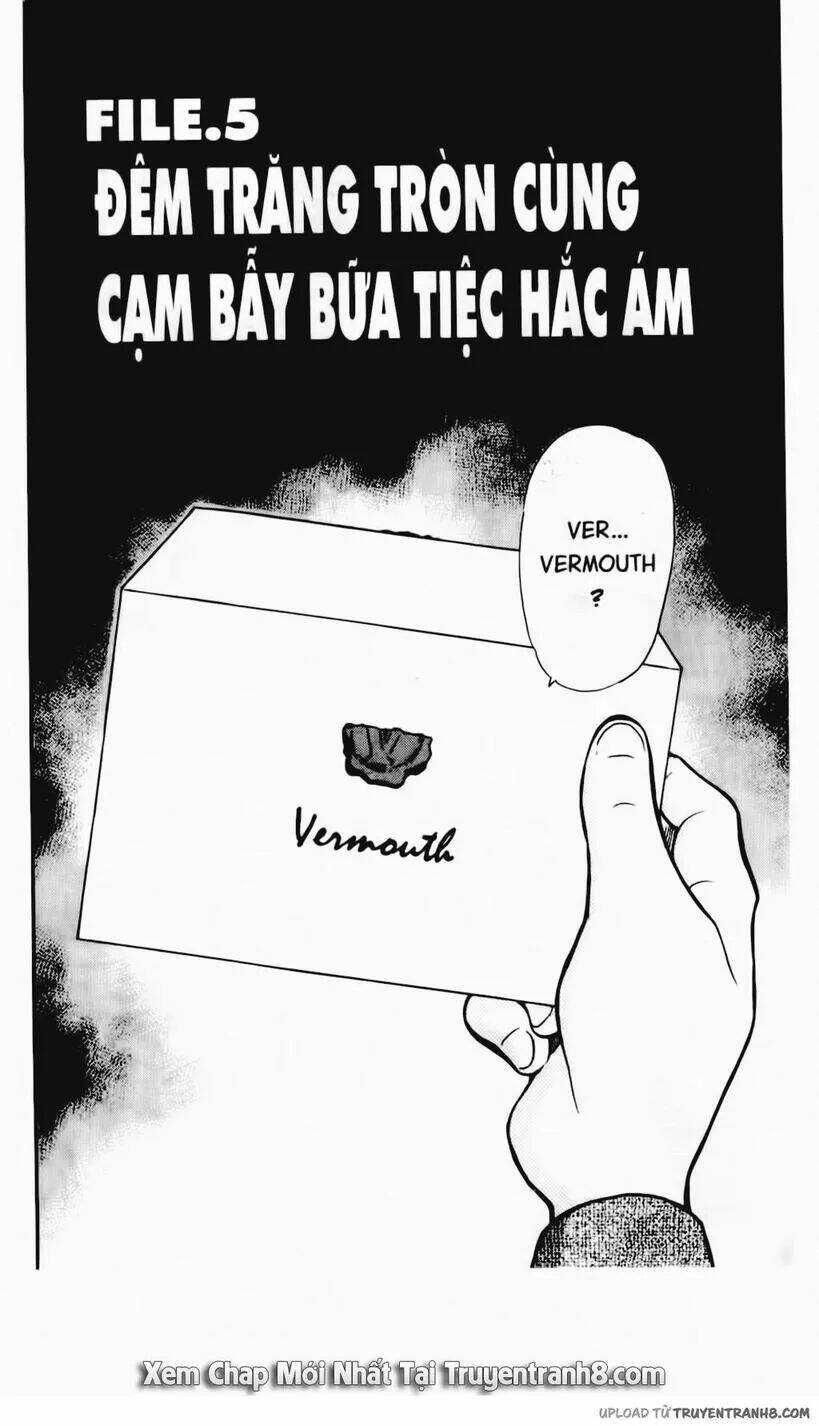 FILE.5
ĐÊM TRĂNG TRÒN CÙNG
CẠM BẪY BỮA TIỆC HẮC ÁM
VER...
VERMOUTH
?
Vermouth
Xem Chap Mới Nhất Tại Truyentranh8.com
UPLOAD TỪ TRUYENTRANH8.COM